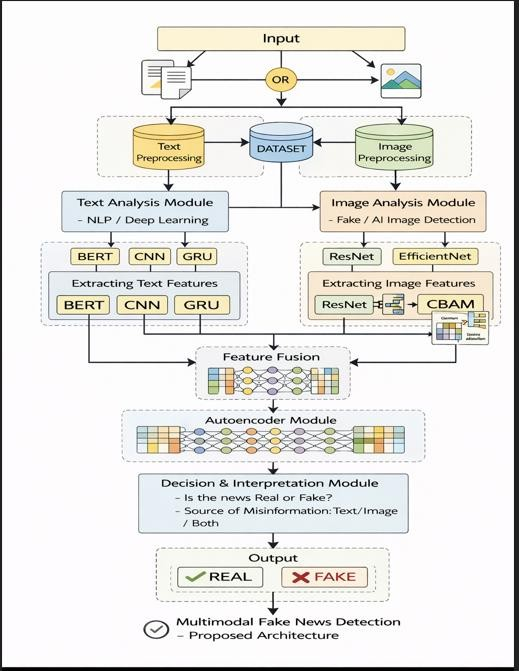 Input
OR
Text
Preprocessing
DATASET
Image
Preprocessing
Text Analysis Module
- NLP / Deep Learning
Image Analysis Module
- Fake / AI Image Detection
BERT CNN GRU
ResNet EfficientNet
Extracting Text Features
BERT CNN GRU
Extracting Image Features
ResNet CBAM
Feature Fusion
Autoencoder Module
Decision & Interpretation Module
- Is the news Real or Fake?
- Source of Misinformation: Text/Image
/ Both
Output
REAL FAKE
Multimodal Fake News Detection
- Proposed Architecture